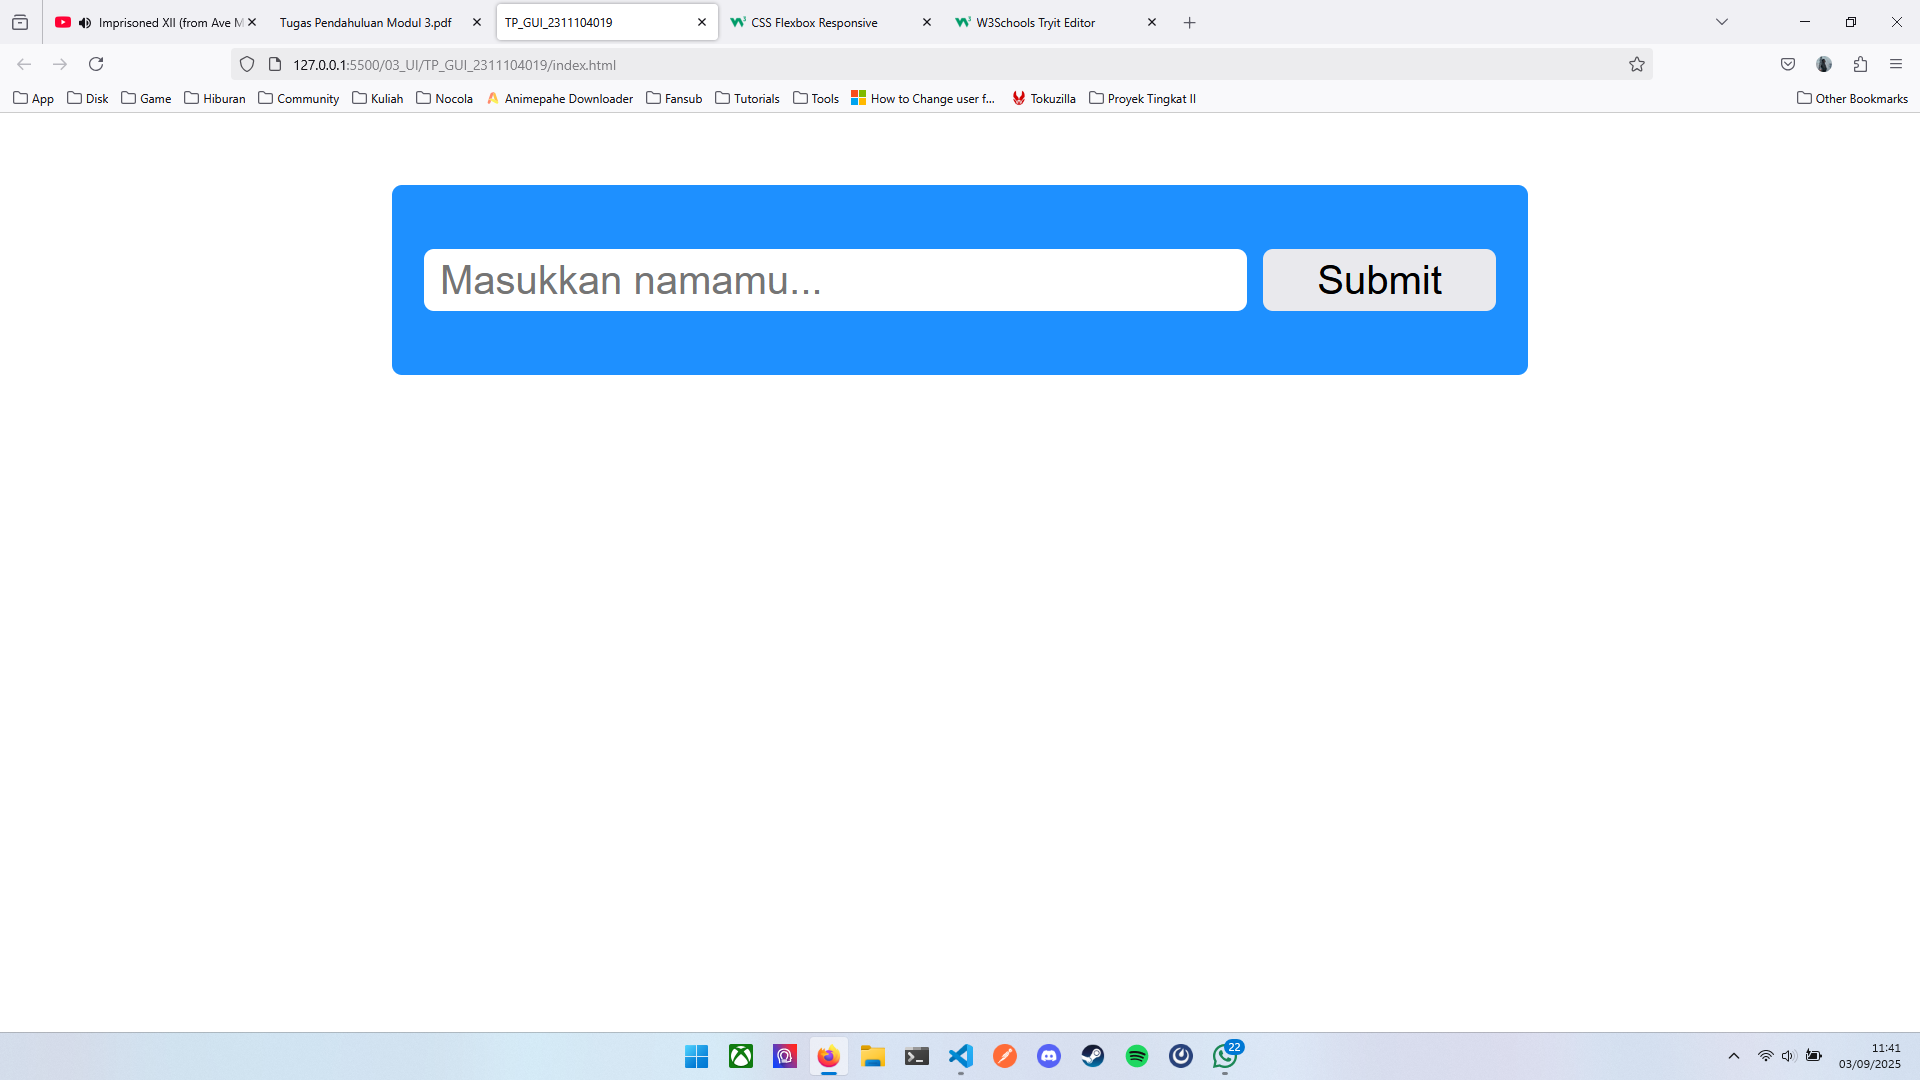 Imprisoned XII (from Ave M
Tugas Pendahuluan Modul 3.pdf
TP_GUI_2311104019
CSS Flexbox Responsive
W3Schools Tryit Editor
127.0.0.1:5500/03_UI/TP_GUI_2311104019/index.html
App Disk Game Hiburan Community Kuliah Nocola Animepahe Downloader Fansub Tutorials Tools How to Change user f... Tokuzilla Proyek Tingkat II Other Bookmarks
Masukkan namamu...
Submit
22
11:41
03/09/2025